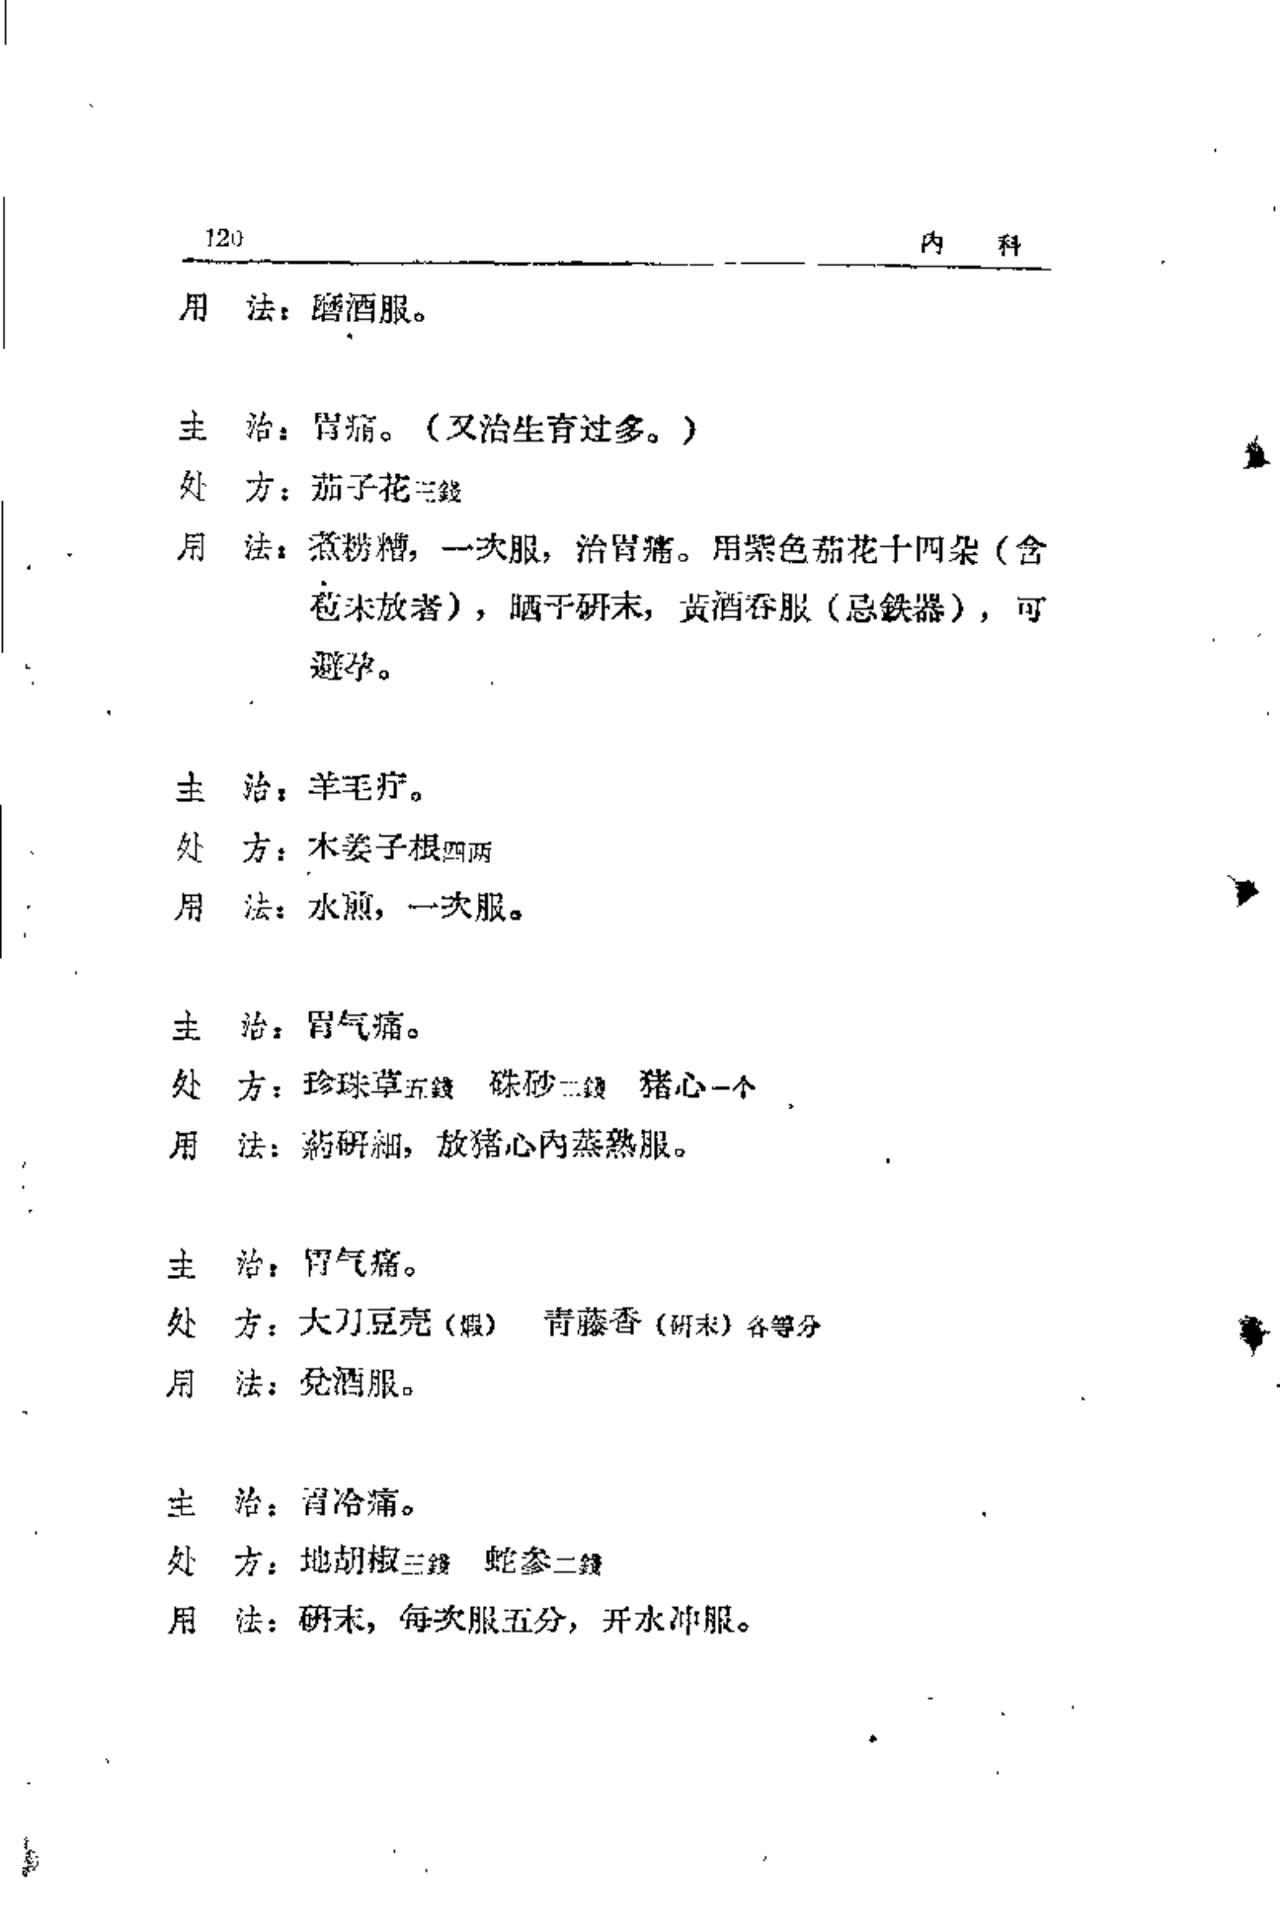 120 内 科
用 法：磨酒服。
主 治：胃痛。（又治生育过多。）
处 方：茄子花三錢
用 法：煮粉糟，一次服，治胃痛。用紫色茄花十四朵（含
苞未放者），晒干研末，黄酒吞服（忌鉄器），可
避孕。
主 治：羊毛疔。
处 方：木姜子根四两
用 法：水煎，一次服。
主 治：胃气痛。
处 方：珍珠草五錢 硃砂二錢 猪心一个
用 法：药研細，放猪心內蒸熟服。
主 治：胃气痛。
处 方：大刀豆壳（煅） 青藤香（研末）各等分
用 法：兌酒服。
主 治：胃冷痛。
处 方：地胡椒三錢 蛇参二錢
用 法：研末，每次服五分，开水冲服。